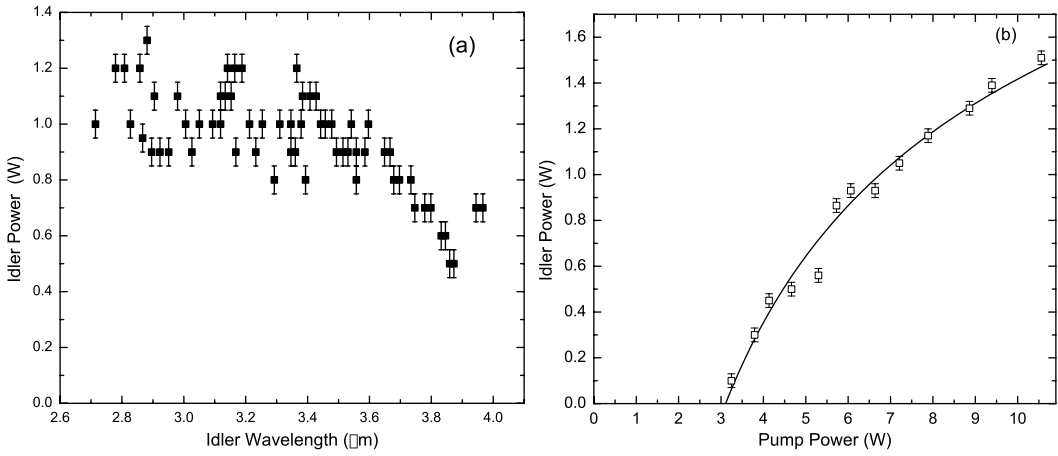 (a)
Idler Power (W)
1.4
1.2
1.0
0.8
0.6
0.4
0.2
0.0
2.6 2.8 3.0 3.2 3.4 3.6 3.8 4.0
Idler Wavelength (▯m)
(b)
Idler Power (W)
1.6
1.4
1.2
1.0
0.8
0.6
0.4
0.2
0.0
0 1 2 3 4 5 6 7 8 9 10
Pump Power (W)